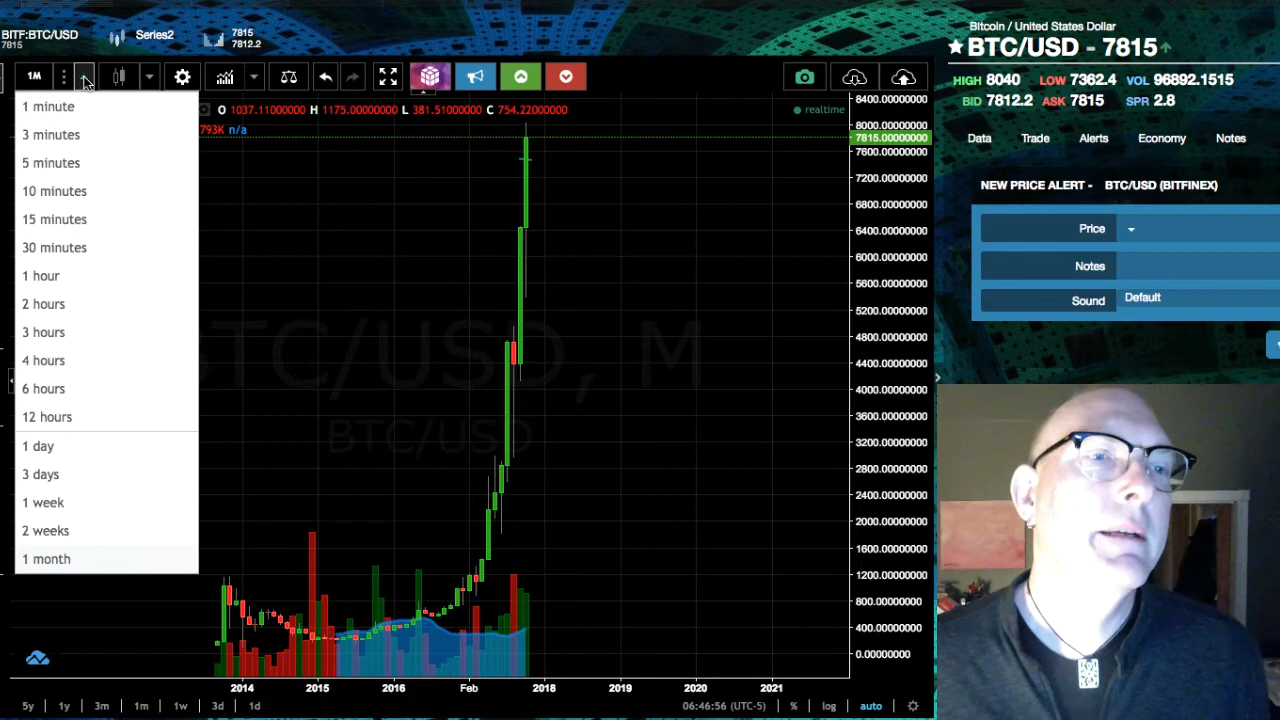 BITF:BTC/USD
7815
Series2
7815
7812.2
Bitcoin / United States Dollar
BTC/USD - 7815
HIGH 8040 LOW 7362.4 VOL 96892.1515
BID 7812.2 ASK 7815 SPR 2.8
1M
O 1037.11000000 H 1175.00000000 L 381.51000000 C 754.22000000
realtime
793K n/a
1 minute
3 minutes
5 minutes
10 minutes
15 minutes
30 minutes
1 hour
2 hours
3 hours
4 hours
6 hours
12 hours
1 day
3 days
1 week
2 weeks
1 month
BTC/USD, M
BTC/USD
8400.00000000
8000.00000000
7815.00000000
7600.00000000
7200.00000000
6800.00000000
6400.00000000
6000.00000000
5600.00000000
5200.00000000
4800.00000000
4400.00000000
4000.00000000
3600.00000000
3200.00000000
2800.00000000
2400.00000000
2000.00000000
1600.00000000
1200.00000000
800.00000000
400.00000000
0.00000000
2014
2015
2016
Feb
2018
2019
2020
2021
5y
1y
3m
1m
1w
3d
1d
06:46:56 (UTC-5)
%
log
auto
Data
Trade
Alerts
Economy
Notes
NEW PRICE ALERT - BTC/USD (BITFINEX)
Price
Notes
Sound
Default